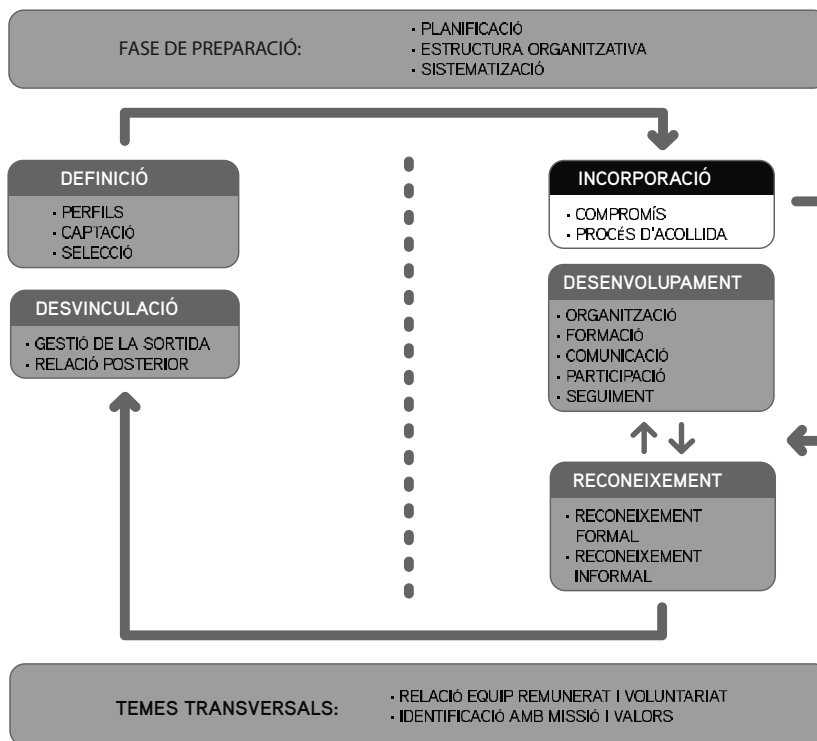 FASE DE PREPARACIÓ:
· PLANIFICACIÓ
· ESTRUCTURA ORGANITZATIVA
· SISTEMATIZACIÓ
DEFINICIÓ
· PERFILS
· CAPTACIÓ
· SELECCIÓ
DESVINCULACIÓ
· GESTIÓ DE LA SORTIDA
· RELACIÓ POSTERIOR
INCORPORACIÓ
· COMPROMÍS
· PROCÉS D'ACOLLIDA
DESENVOLUPAMENT
· ORGANITZACIÓ
· FORMACIÓ
· COMUNICACIÓ
· PARTICIPACIÓ
· SEGUIMENT
RECONEIXEMENT
· RECONEIXEMENT
FORMAL
· RECONEIXEMENT
INFORMAL
TEMES TRANSVERSALS:
· RELACIÓ EQUIP REMUNERAT I VOLUNTARIAT
· IDENTIFICACIÓ AMB MISSIÓ I VALORS